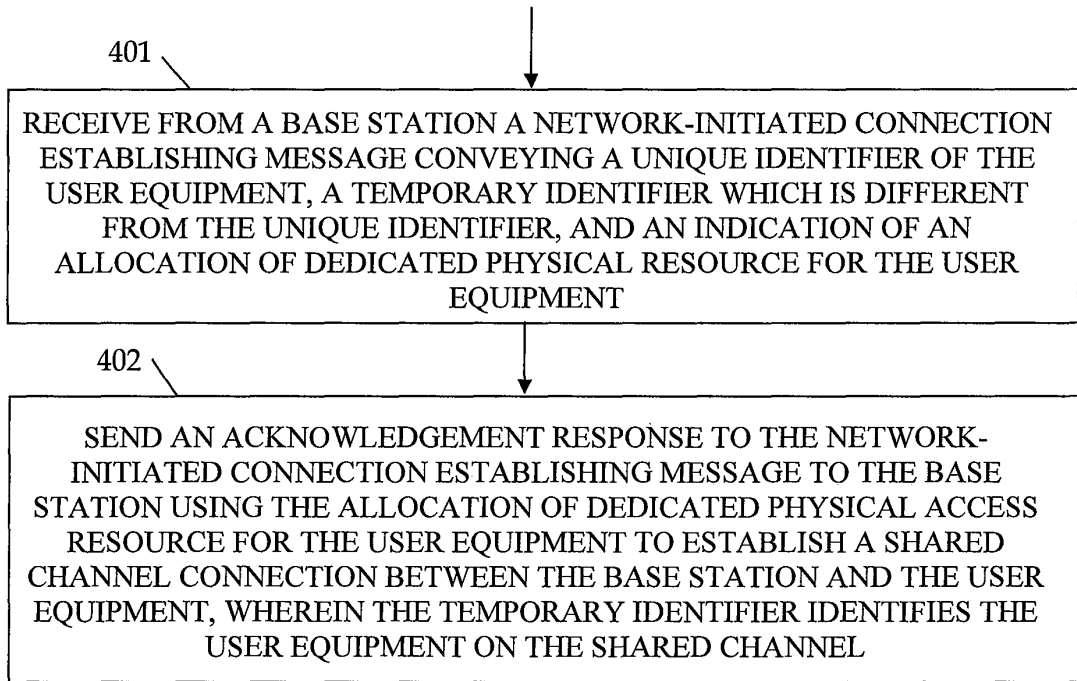 401
RECEIVE FROM A BASE STATION A NETWORK-INITIATED CONNECTION
ESTABLISHING MESSAGE CONVEYING A UNIQUE IDENTIFIER OF THE
USER EQUIPMENT, A TEMPORARY IDENTIFIER WHICH IS DIFFERENT
FROM THE UNIQUE IDENTIFIER, AND AN INDICATION OF AN
ALLOCATION OF DEDICATED PHYSICAL RESOURCE FOR THE USER
EQUIPMENT
402
SEND AN ACKNOWLEDGEMENT RESPONSE TO THE NETWORK-
INITIATED CONNECTION ESTABLISHING MESSAGE TO THE BASE
STATION USING THE ALLOCATION OF DEDICATED PHYSICAL ACCESS
RESOURCE FOR THE USER EQUIPMENT TO ESTABLISH A SHARED
CHANNEL CONNECTION BETWEEN THE BASE STATION AND THE USER
EQUIPMENT, WHEREIN THE TEMPORARY IDENTIFIER IDENTIFIES THE
USER EQUIPMENT ON THE SHARED CHANNEL